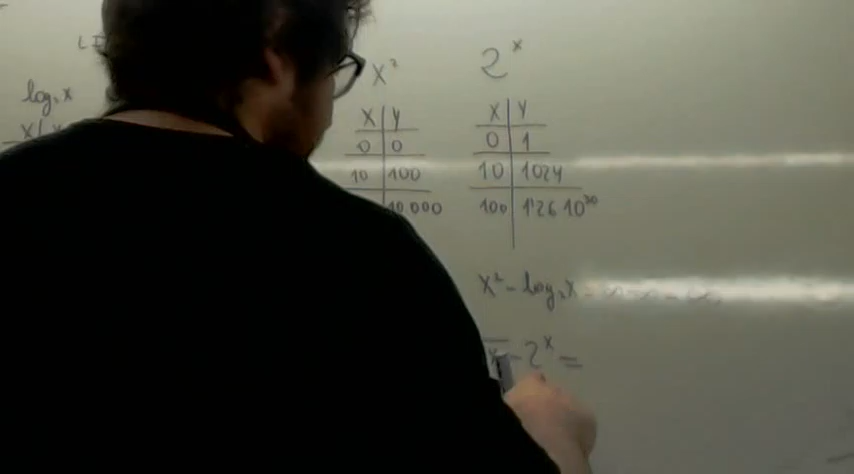 log₂x
x²
2ˣ
X | Y
0 | 0
10 | 100
10 000
X | Y
0 | 1
10 | 1024
100 | 1'26 10³⁰
x² - log₂x
- 2ˣ =